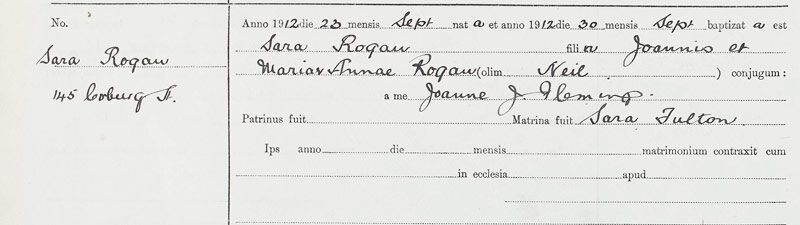 No.
Sara Rogan
145 Coburg St.
Anno 1912 die 23 mensis Sept nata et anno 1912 die 30 mensis Sept baptizata est
Sara Rogan filia Joannis et
Mariae Annae Rogan (olim Neil) conjugum:
a me Joanne J. Fleming.
Patrinus fuit Matrina fuit Sara Fulton
Ips anno die mensis matrimonium contraxit cum
in ecclesia apud